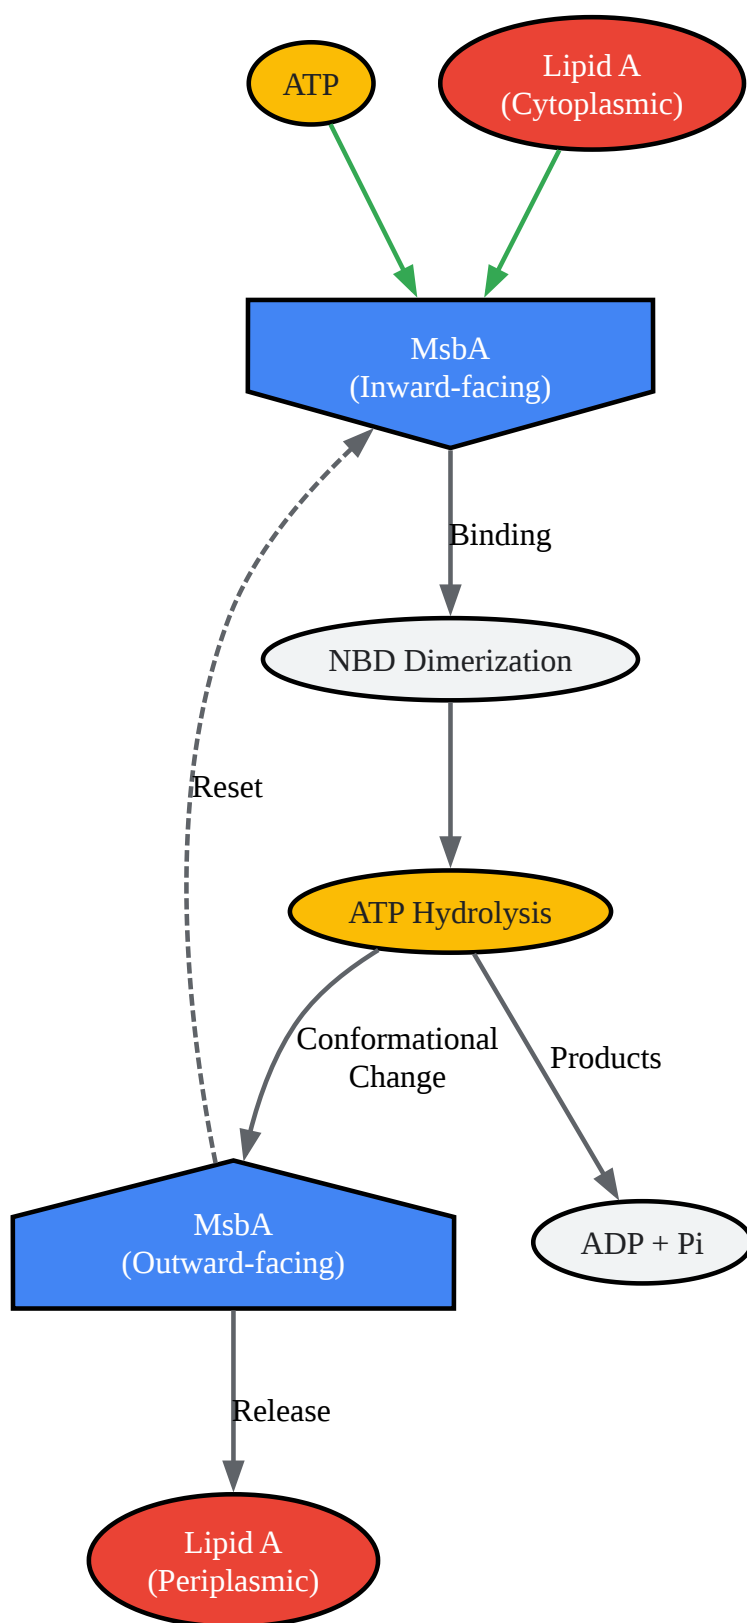 ATP
Lipid A
(Cytoplasmic)
MsbA
(Inward-facing)
Binding
NBD Dimerization
Reset
ATP Hydrolysis
Conformational
Change
Products
MsbA
(Outward-facing)
ADP + Pi
Release
Lipid A
(Periplasmic)